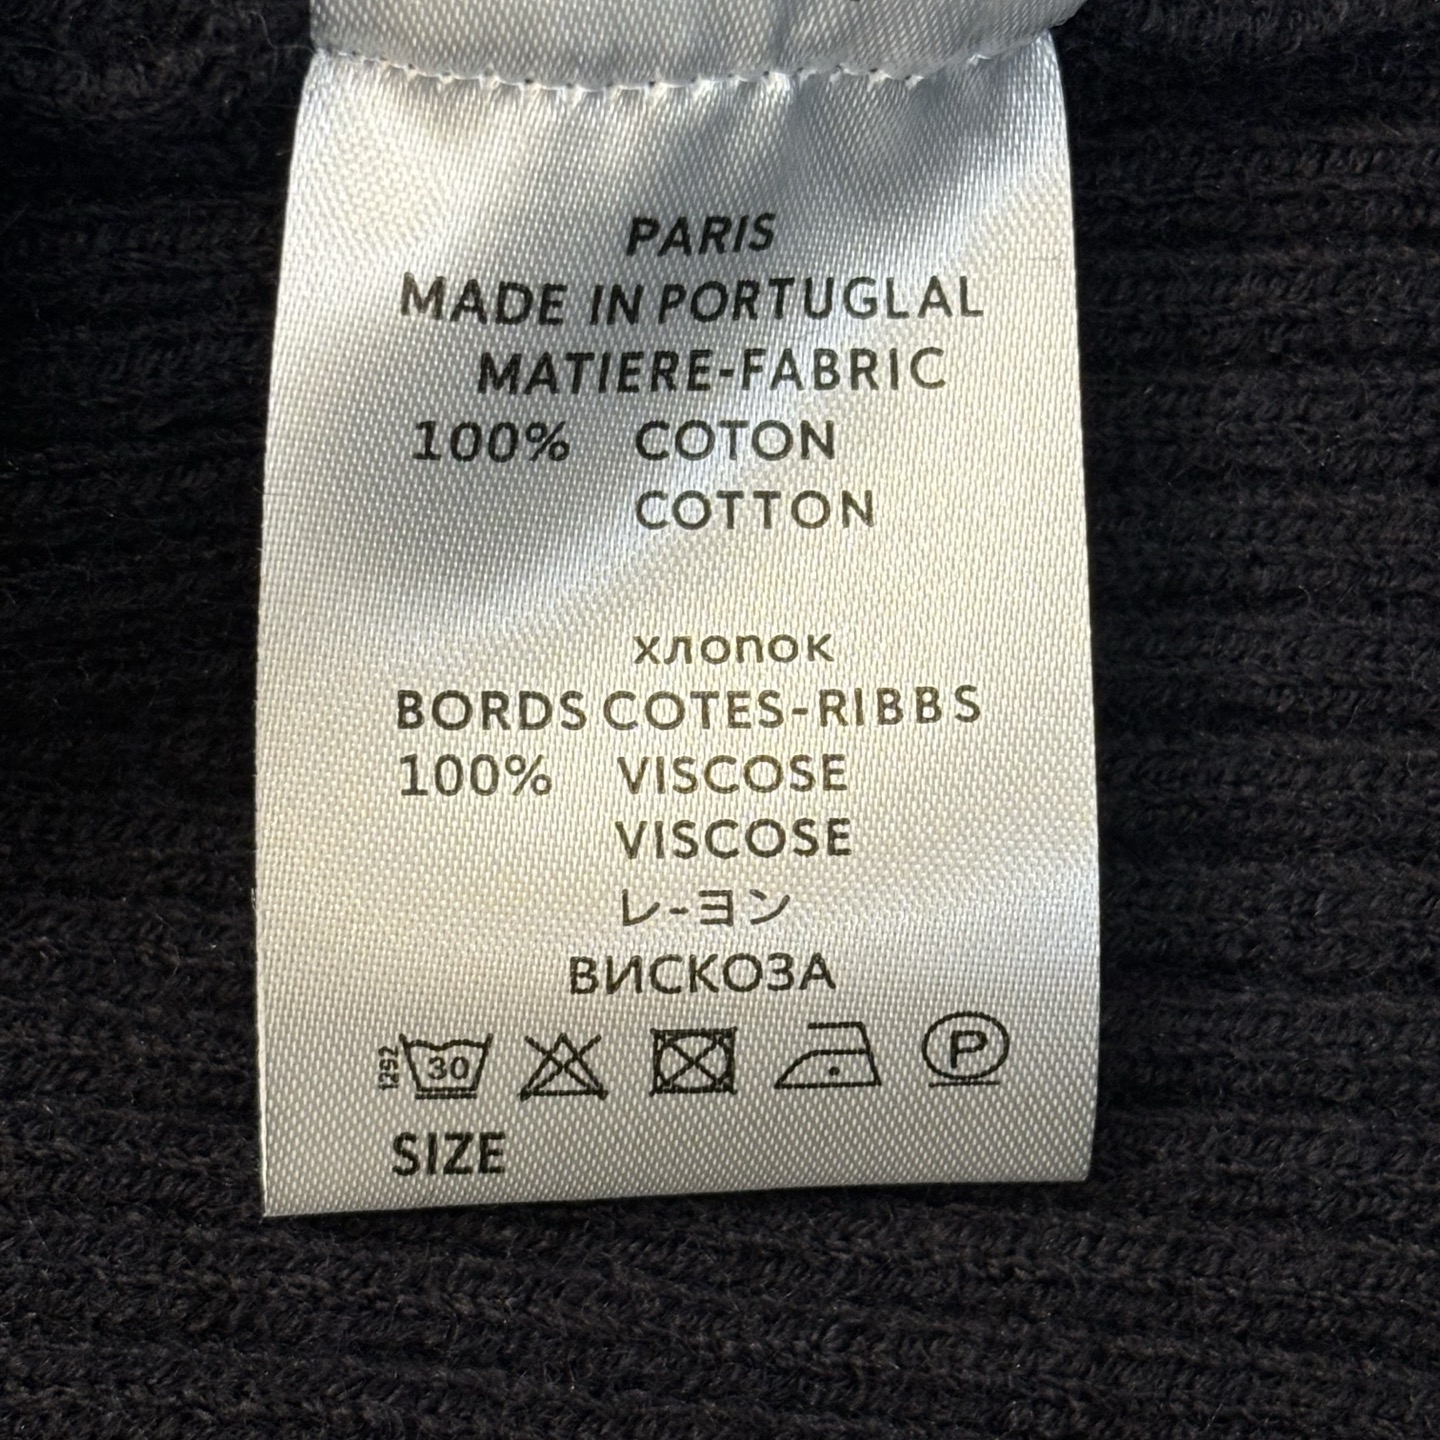 PARIS
MADE IN PORTUGLAL
MATIERE-FABRIC
100% COTON
COTTON
хлопок
BORDS COTES-RIBBS
100% VISCOSE
VISCOSE
レ-ヨン
ВИСКОЗА
1292 30 P
SIZE